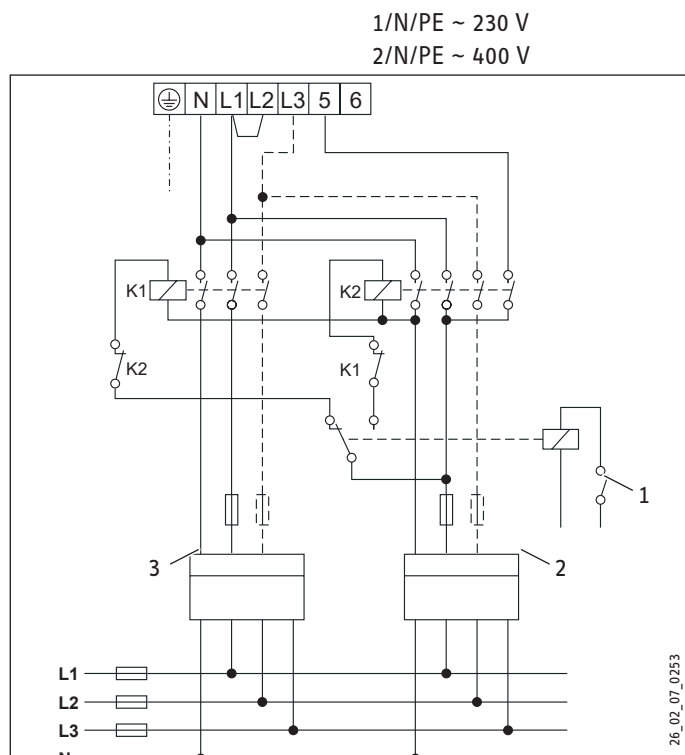 1/N/PE ~ 230 V
2/N/PE ~ 400 V
N L1 L2 L3 5 6
K1
K2
K2
K1
1
3
2
L1
L2
L3
N
26_02_07_0253